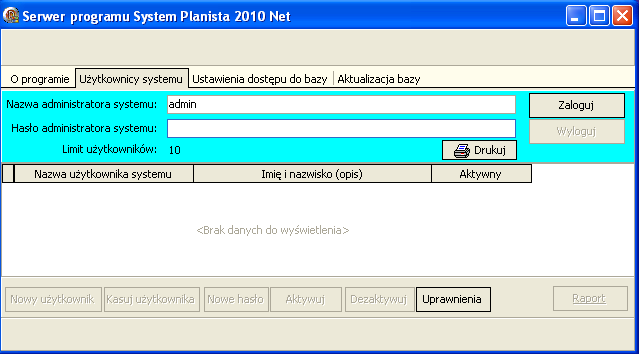 Serwer programu System Planista 2010 Net
O programie Użytkownicy systemu Ustawienia dostępu do bazy Aktualizacja bazy
Nazwa administratora systemu: admin Zaloguj
Hasło administratora systemu: Wyloguj
Limit użytkowników: 10 Drukuj
Nazwa użytkownika systemu Imię i nazwisko (opis) Aktywny
<Brak danych do wyświetlenia>
Nowy użytkownik Kasuj użytkownika Nowe hasło Aktywuj Dezaktywuj Uprawnienia Raport